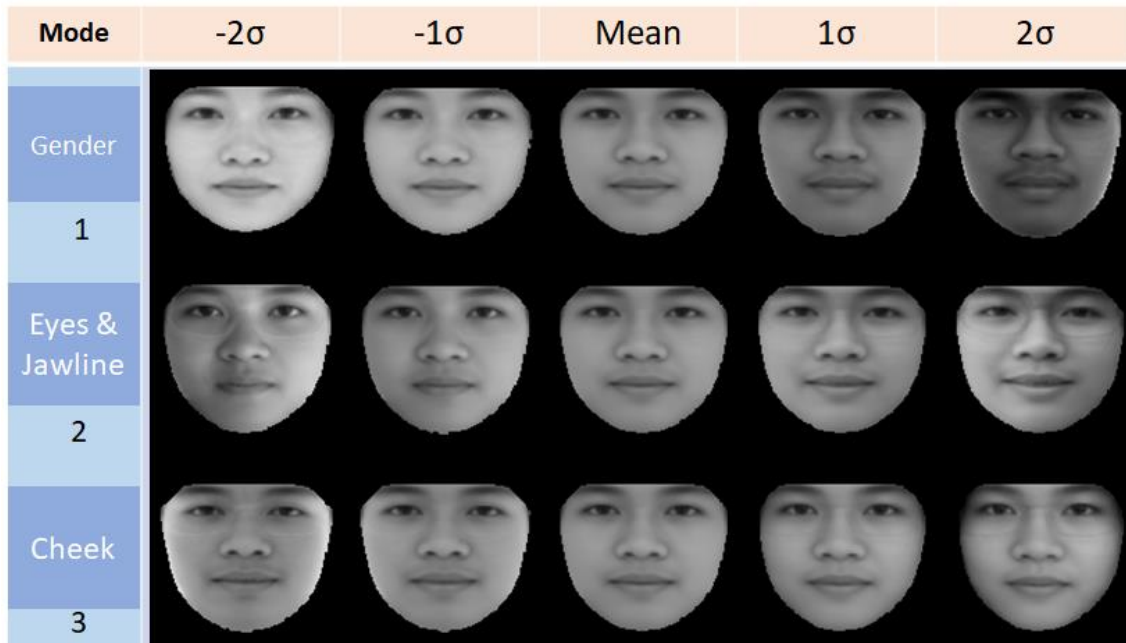 Mode -2σ -1σ Mean 1σ 2σ
Gender
1
Eyes &
Jawline
2
Cheek
3